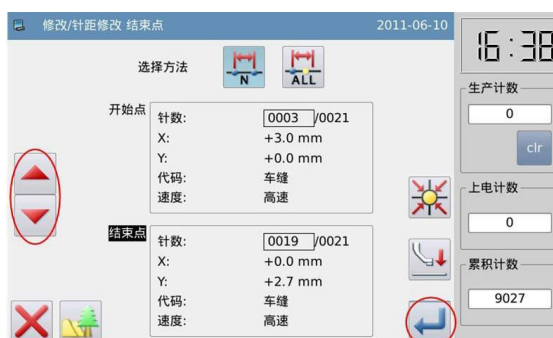 修改/针距修改 结束点 2011-06-10
16:38
选择方法
N
ALL
开始点
针数: 0003 /0021
X: +3.0 mm
Y: +0.0 mm
代码: 车缝
速度: 高速
结束点
针数: 0019 /0021
X: +0.0 mm
Y: +2.7 mm
代码: 车缝
速度: 高速
生产计数
0
clr
上电计数
0
累积计数
9027